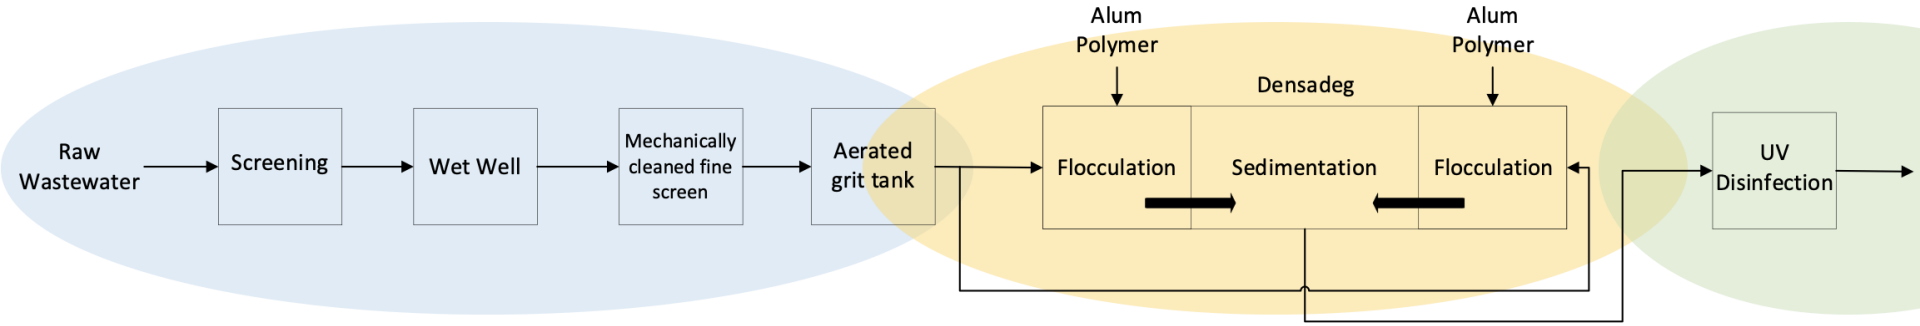 Raw
Wastewater
Screening
Wet Well
Mechanically
cleaned fine
screen
Aerated
grit tank
Alum
Polymer
Densadeg
Alum
Polymer
Flocculation
Sedimentation
Flocculation
UV
Disinfection